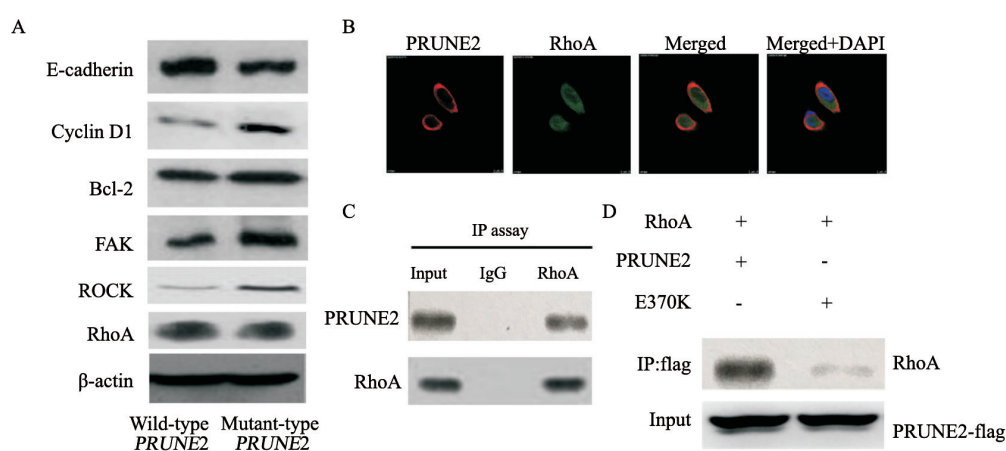 A
E-cadherin
Cyclin D1
Bcl-2
FAK
ROCK
RhoA
β-actin
Wild-type Mutant-type
PRUNE2 PRUNE2
B
PRUNE2 RhoA Merged Merged+DAPI
C
IP assay
Input IgG RhoA
PRUNE2
RhoA
D
RhoA + +
PRUNE2 + -
E370K - +
IP:flag RhoA
Input PRUNE2-flag